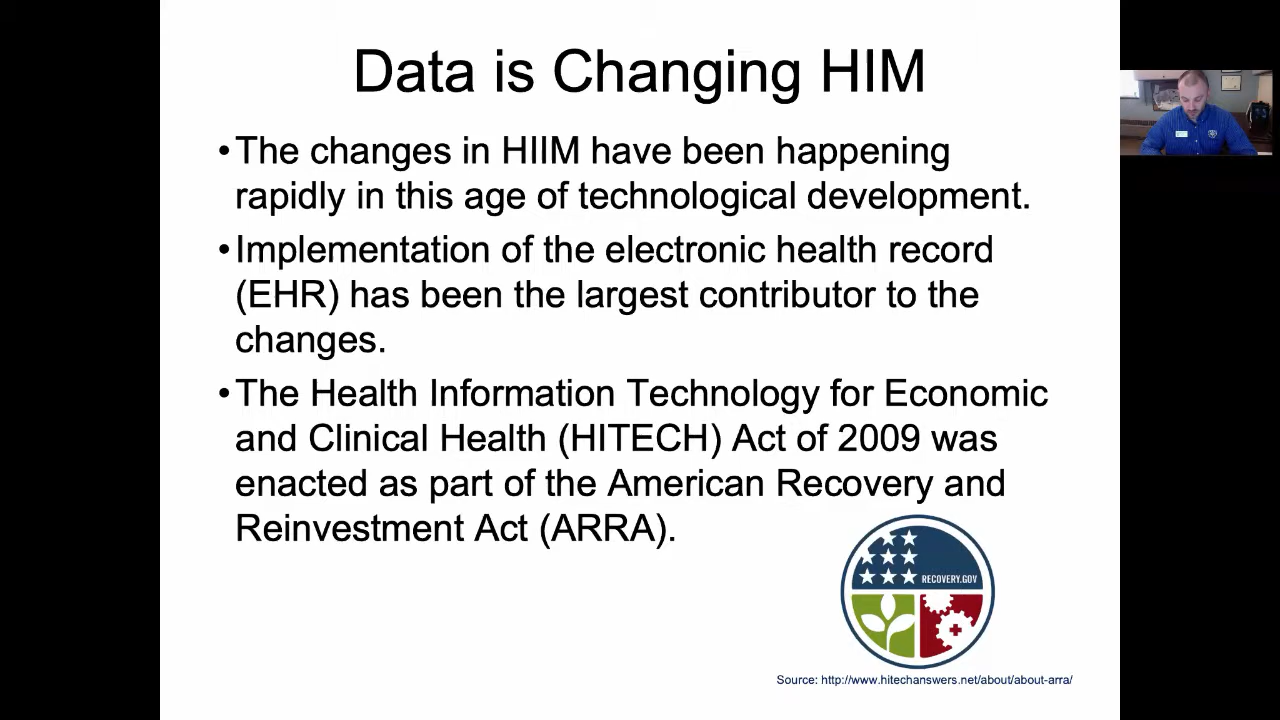 Data is Changing HIM
•The changes in HIIM have been happening
rapidly in this age of technological development.
•Implementation of the electronic health record
(EHR) has been the largest contributor to the
changes.
•The Health Information Technology for Economic
and Clinical Health (HITECH) Act of 2009 was
enacted as part of the American Recovery and
Reinvestment Act (ARRA).
RECOVERY.GOV
Source: http://www.hitechanswers.net/about/about-arra/